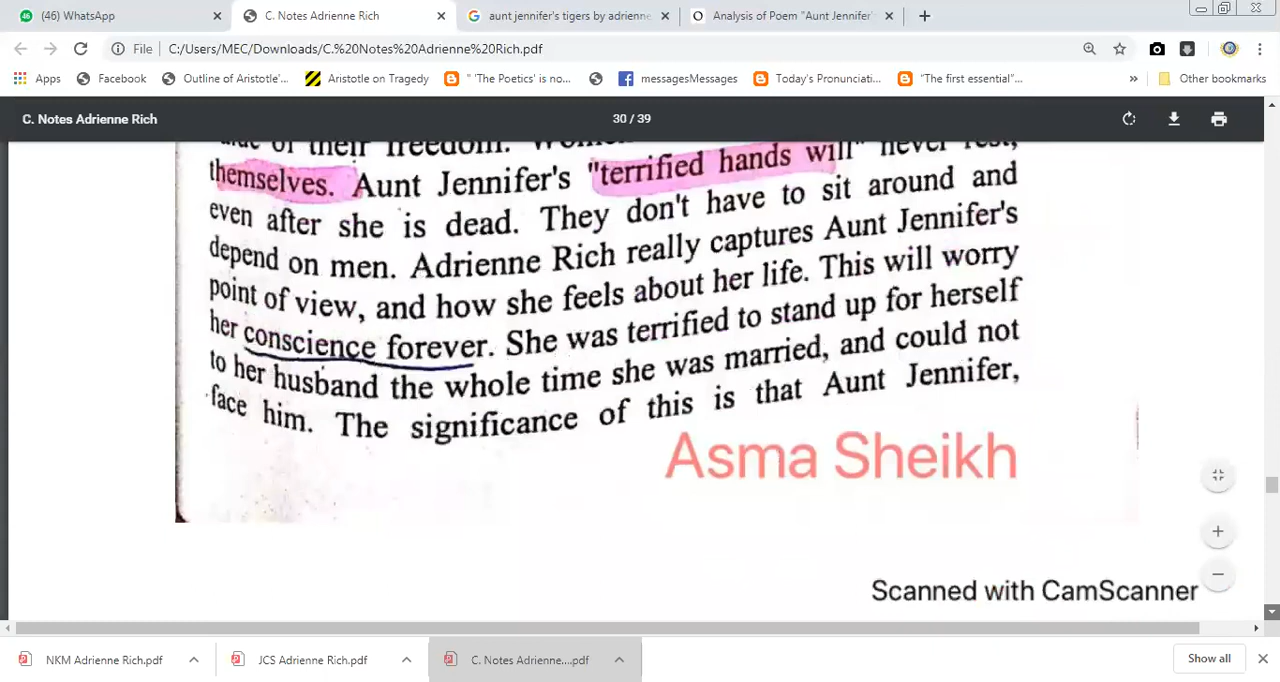 (46) WhatsApp
C. Notes Adrienne Rich
aunt jennifer's tigers by adrienne
Analysis of Poem "Aunt Jennifer'
File
C:/Users/MEC/Downloads/C.%20Notes%20Adrienne%20Rich.pdf
Apps
Facebook
Outline of Aristotle'...
Aristotle on Tragedy
" 'The Poetics' is no...
messagesMessages
Today's Pronunciati...
"The first essential"...
»
Other bookmarks
C. Notes Adrienne Rich
30 / 39
of their freedom.
themselves. Aunt Jennifer's "terrified hands will" never rest,
even after she is dead. They don't have to sit around and
depend on men. Adrienne Rich really captures Aunt Jennifer's
point of view, and how she feels about her life. This will worry
her conscience forever. She was terrified to stand up for herself
to her husband the whole time she was married, and could not
face him. The significance of this is that Aunt Jennifer,
Asma Sheikh
Scanned with CamScanner
NKM Adrienne Rich.pdf
JCS Adrienne Rich.pdf
C. Notes Adrienne....pdf
Show all